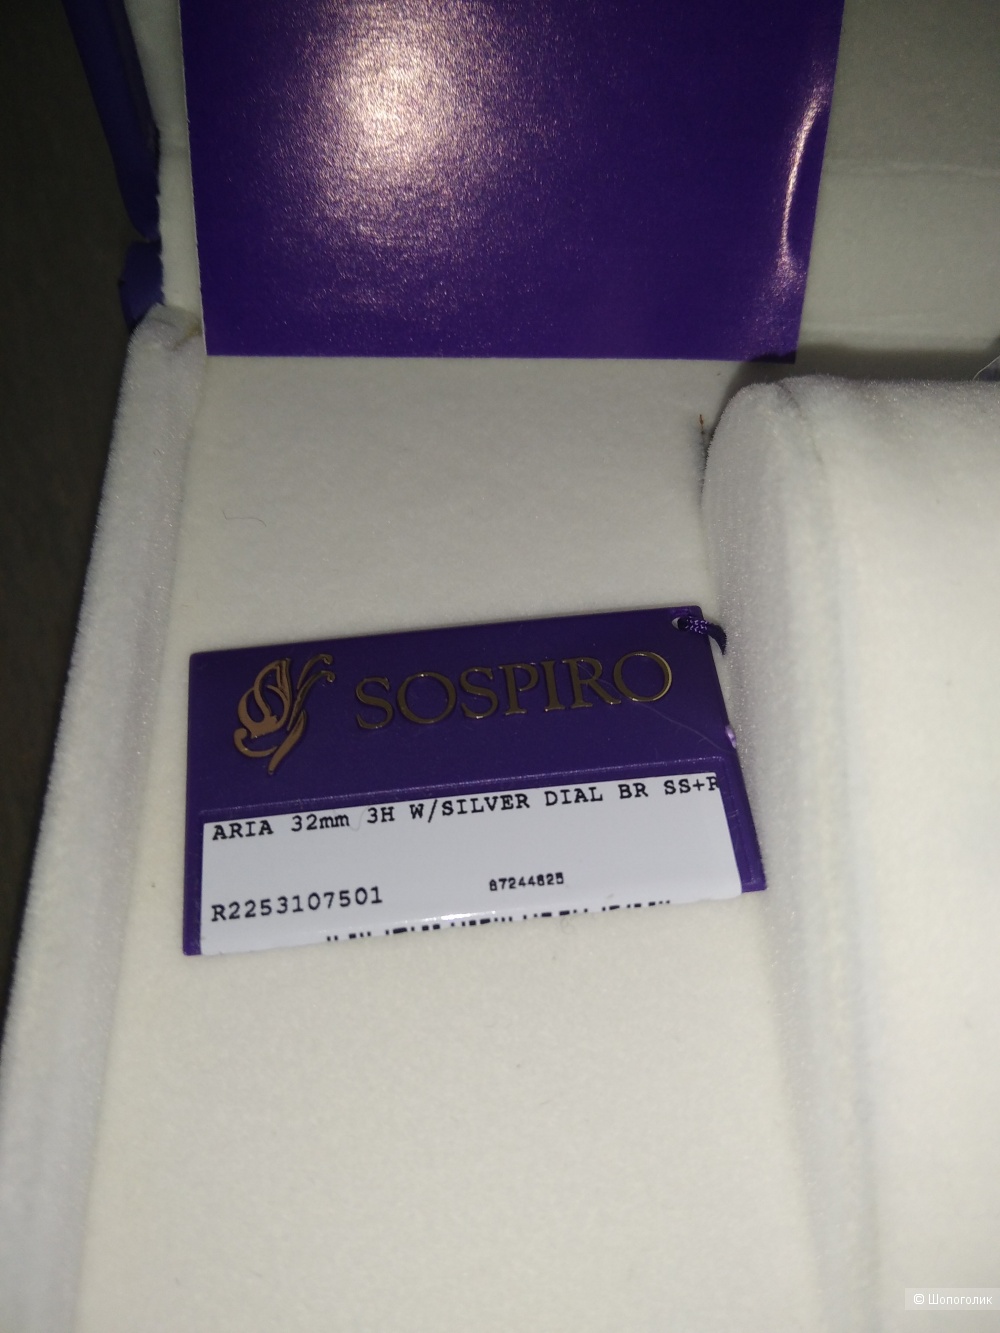 SOSPIRO
ARIA 32mm 3H W/SILVER DIAL BR SS+R
R2253107501 87244825
© Шопоголик